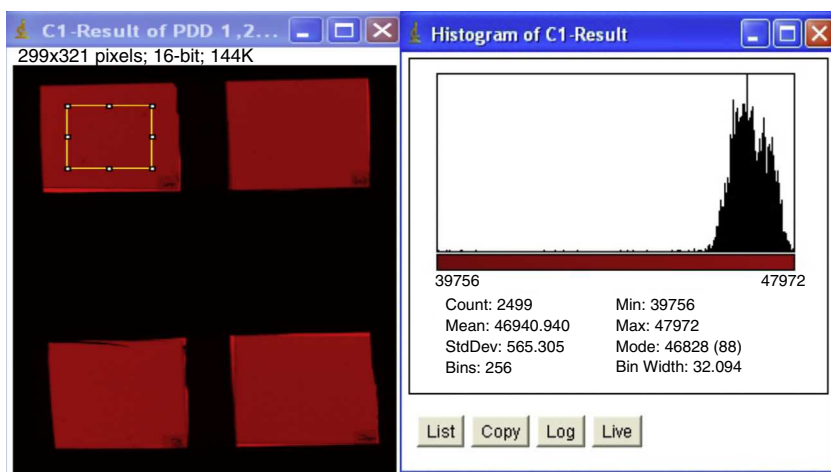 C1-Result of PDD 1,2...
299x321 pixels; 16-bit; 144K
Histogram of C1-Result
39756 47972
Count: 2499 Min: 39756
Mean: 46940.940 Max: 47972
StdDev: 565.305 Mode: 46828 (88)
Bins: 256 Bin Width: 32.094
List Copy Log Live